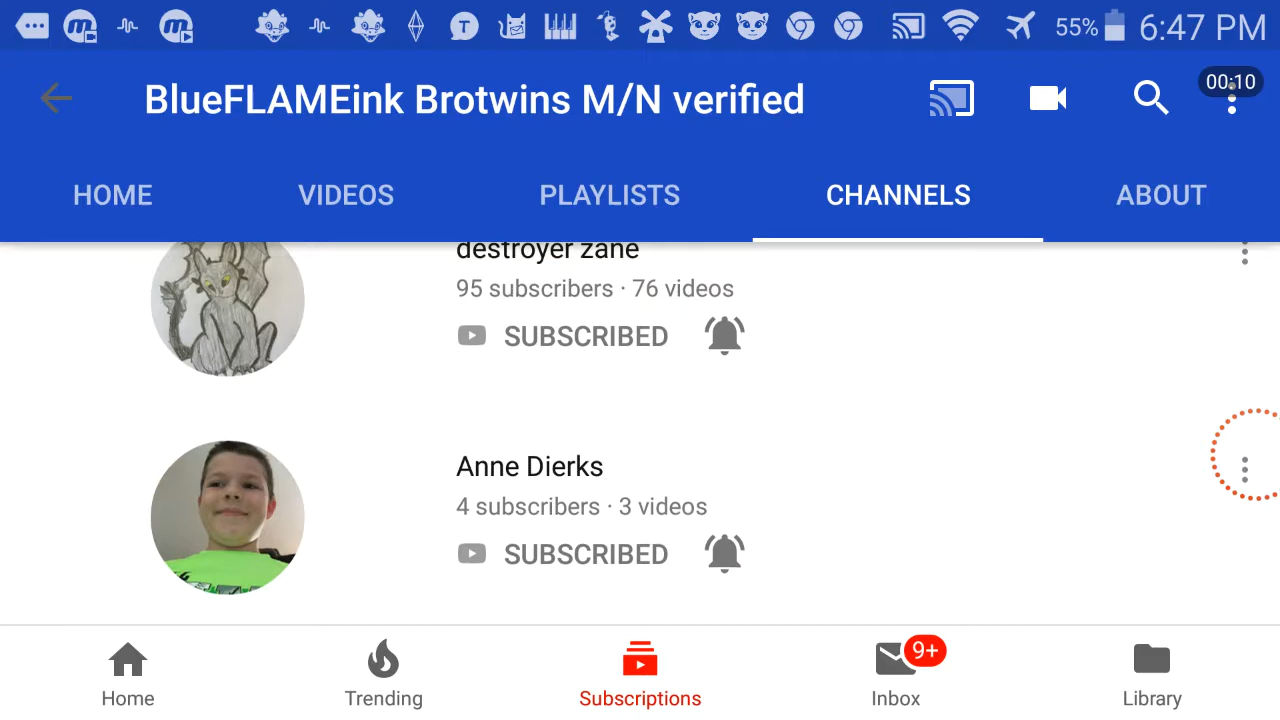 55% 6:47 PM
BlueFLAMEink Brotwins M/N verified
00:10
HOME VIDEOS PLAYLISTS CHANNELS ABOUT
destroyer zane
95 subscribers · 76 videos
SUBSCRIBED
Anne Dierks
4 subscribers · 3 videos
SUBSCRIBED
9+
Home Trending Subscriptions Inbox Library